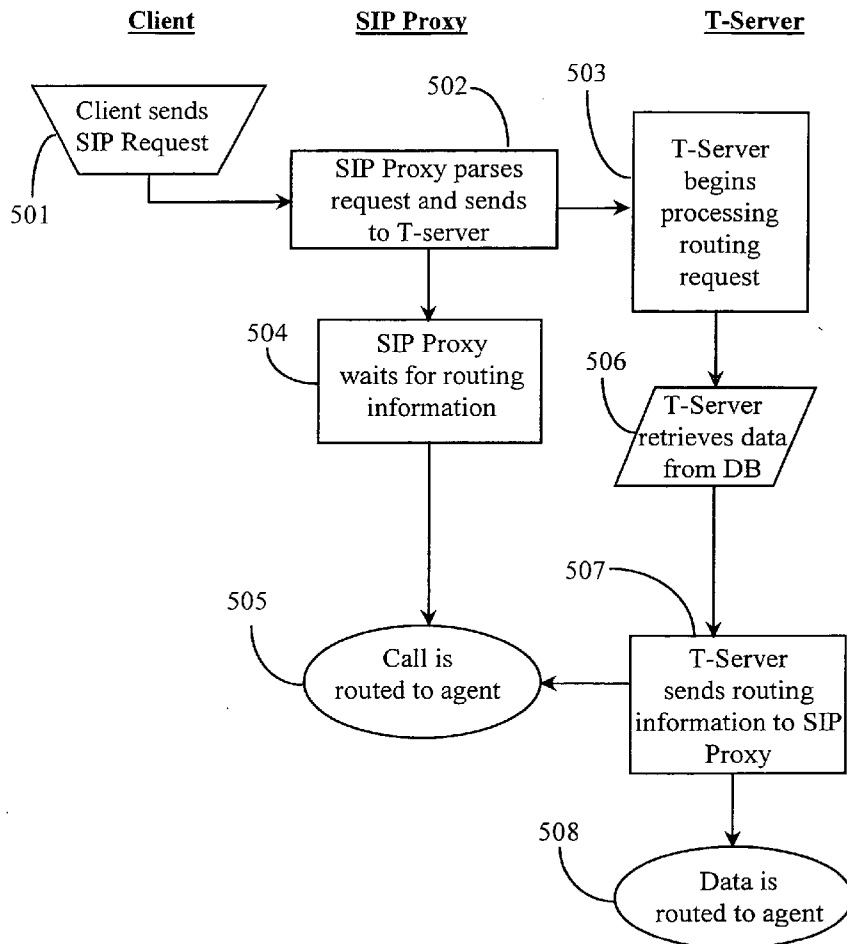 Client
SIP Proxy
T-Server
Client sends
SIP Request
501
502
SIP Proxy parses
request and sends
to T-server
503
T-Server
begins
processing
routing
request
504
SIP Proxy
waits for routing
information
506
T-Server
retrieves data
from DB
505
Call is
routed to agent
507
T-Server
sends routing
information to SIP
Proxy
508
Data is
routed to agent